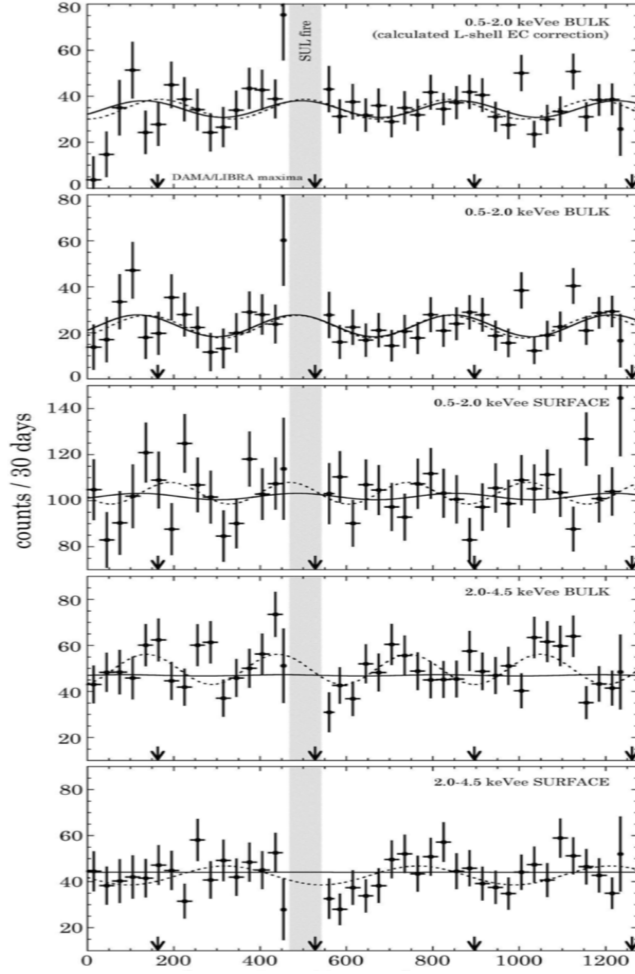 80
60
40
20
0
0.5-2.0 keVee BULK
(calculated L-shell EC correction)
SUL fire
DAMA/LIBRA maxima
80
60
40
20
0
0.5-2.0 keVee BULK
140
120
100
80
0.5-2.0 keVee SURFACE
counts / 30 days
80
60
40
20
2.0-4.5 keVee BULK
80
60
40
20
2.0-4.5 keVee SURFACE
0 200 400 600 800 1000 1200